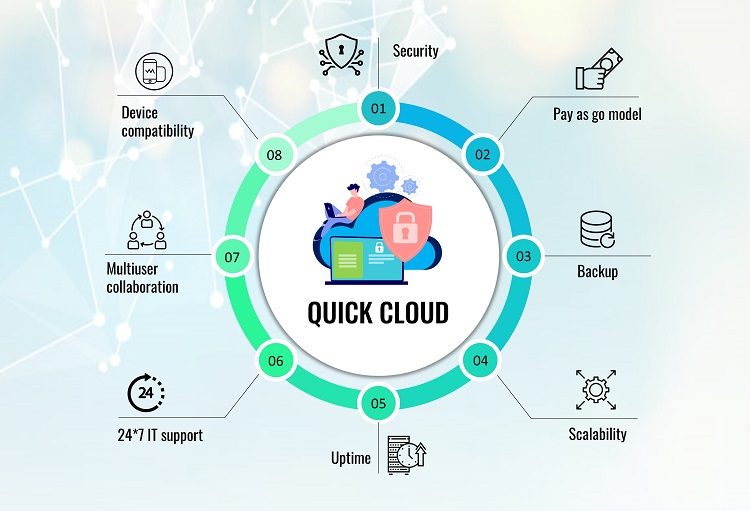 01
Security
02
Pay as go model
03
Backup
04
Scalability
05
Uptime
06
24
24*7 IT support
07
Multiuser
collaboration
08
Device
compatibility
QUICK CLOUD